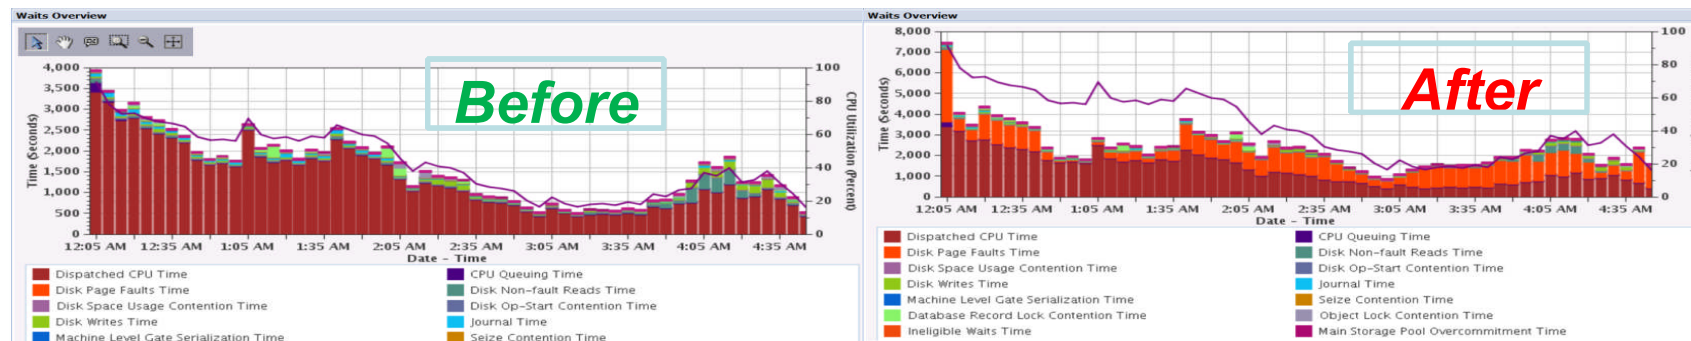 Waits Overview
Before
4,000
3,500
3,000
2,500
2,000
1,500
1,000
500
0
Time (Seconds)
100
80
60
40
20
0
CPU Utilization (Percent)
12:05 AM 12:35 AM 1:05 AM 1:35 AM 2:05 AM 2:35 AM 3:05 AM 3:35 AM 4:05 AM 4:35 AM
Date - Time
Dispatched CPU Time
CPU Queuing Time
Disk Page Faults Time
Disk Non-fault Reads Time
Disk Space Usage Contention Time
Disk Op-Start Contention Time
Disk Writes Time
Journal Time
Machine Level Gate Serialization Time
Seize Contention Time
Waits Overview
After
8,000
7,000
6,000
5,000
4,000
3,000
2,000
1,000
0
Time (Seconds)
100
80
60
40
20
0
12:05 AM 12:35 AM 1:05 AM 1:35 AM 2:05 AM 2:35 AM 3:05 AM 3:35 AM 4:05 AM 4:35 AM
Date - Time
Dispatched CPU Time
CPU Queuing Time
Disk Page Faults Time
Disk Non-fault Reads Time
Disk Space Usage Contention Time
Disk Op-Start Contention Time
Disk Writes Time
Journal Time
Machine Level Gate Serialization Time
Seize Contention Time
Database Record Lock Contention Time
Object Lock Contention Time
Ineligible Waits Time
Main Storage Pool Overcommitment Time